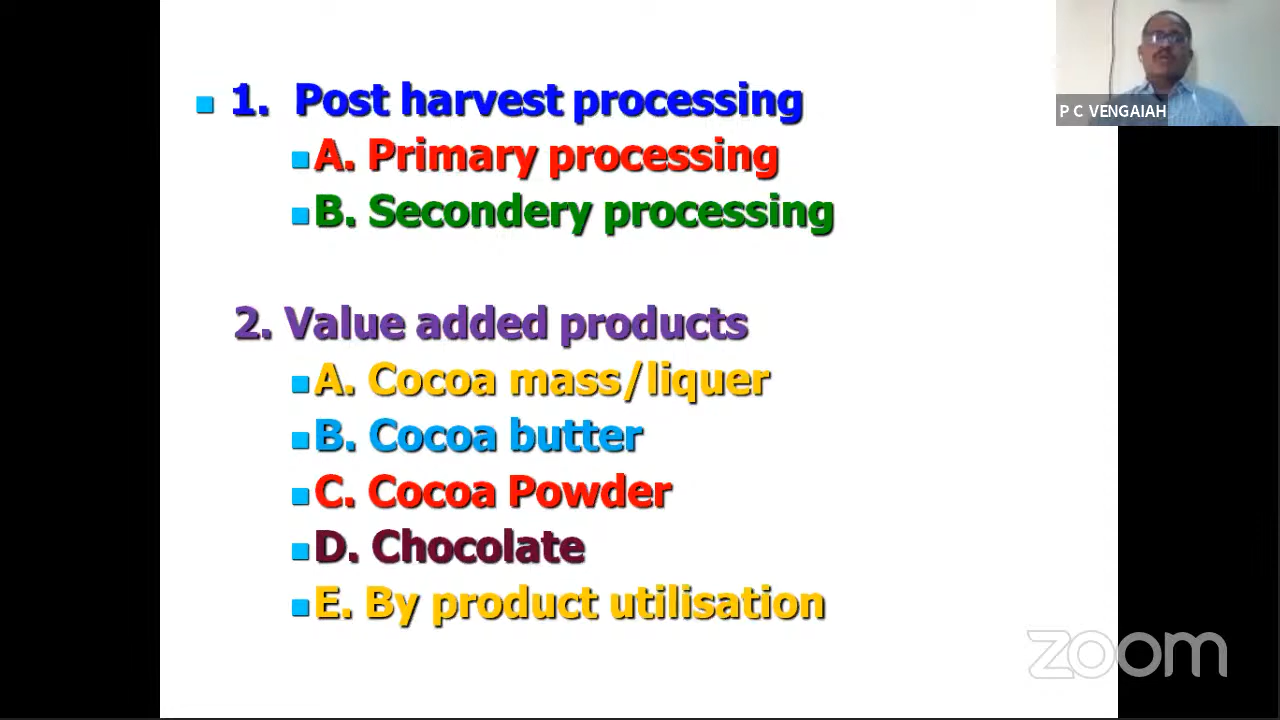 1. Post harvest processing
A. Primary processing
B. Secondery processing
2. Value added products
A. Cocoa mass/liquer
B. Cocoa butter
C. Cocoa Powder
D. Chocolate
E. By product utilisation
P C VENGAIAH
zoom